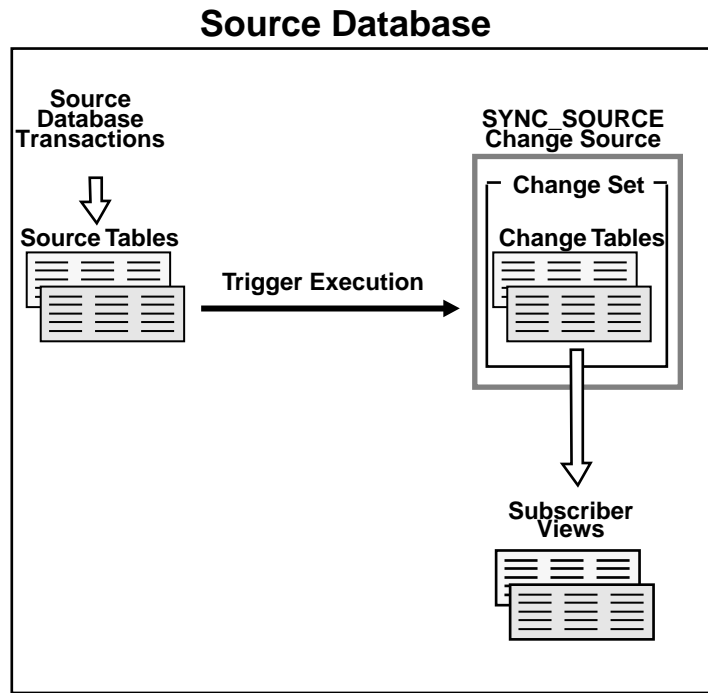 Source Database
Source
Database
Transactions
SYNC_SOURCE
Change Source
Change Set
Source Tables
Change Tables
Trigger Execution
Subscriber
Views